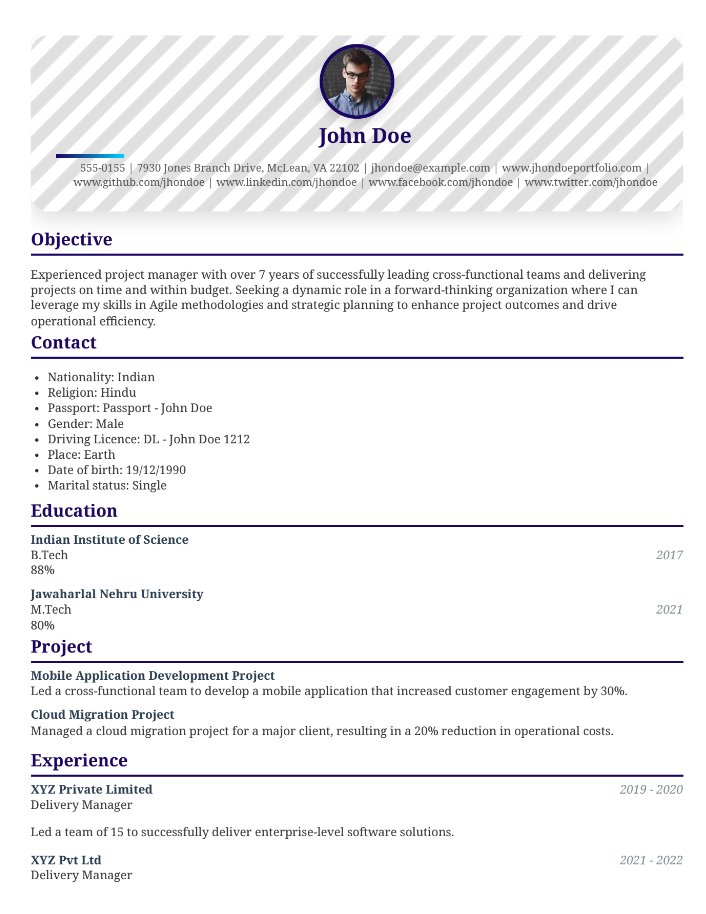 John Doe
555-0155 | 7930 Jones Branch Drive, McLean, VA 22102 | jhondoe@example.com | www.jhondoeportfolio.com |
www.github.com/jhondoe | www.linkedin.com/jhondoe | www.facebook.com/jhondoe | www.twitter.com/jhondoe
Objective
Experienced project manager with over 7 years of successfully leading cross-functional teams and delivering
projects on time and within budget. Seeking a dynamic role in a forward-thinking organization where I can
leverage my skills in Agile methodologies and strategic planning to enhance project outcomes and drive
operational efficiency.
Contact
• Nationality: Indian
• Religion: Hindu
• Passport: Passport - John Doe
• Gender: Male
• Driving Licence: DL - John Doe 1212
• Place: Earth
• Date of birth: 19/12/1990
• Marital status: Single
Education
Indian Institute of Science
B.Tech 2017
88%
Jawaharlal Nehru University
M.Tech 2021
80%
Project
Mobile Application Development Project
Led a cross-functional team to develop a mobile application that increased customer engagement by 30%.
Cloud Migration Project
Managed a cloud migration project for a major client, resulting in a 20% reduction in operational costs.
Experience
XYZ Private Limited 2019 - 2020
Delivery Manager
Led a team of 15 to successfully deliver enterprise-level software solutions.
XYZ Pvt Ltd 2021 - 2022
Delivery Manager